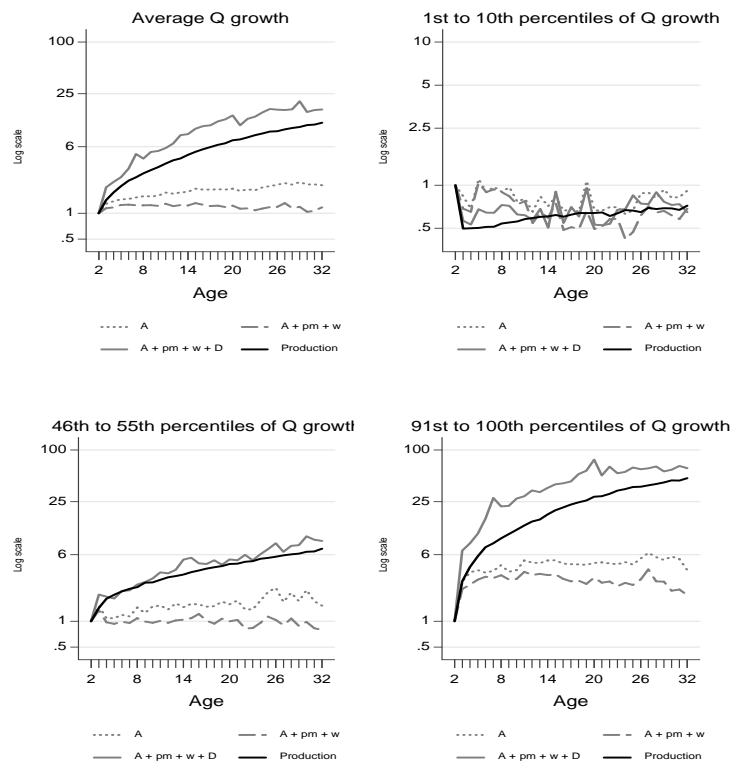 Average Q growth
100
25
6
1
.5
Log scale
2 8 14 20 26 32
Age
A
A + pm + w
A + pm + w + D
Production
1st to 10th percentiles of Q growth
10
5
2.5
1
.5
Log scale
2 8 14 20 26 32
Age
A
A + pm + w
A + pm + w + D
Production
46th to 55th percentiles of Q growth
100
25
6
1
.5
Log scale
2 8 14 20 26 32
Age
A
A + pm + w
A + pm + w + D
Production
91st to 100th percentiles of Q growth
100
25
6
1
.5
Log scale
2 8 14 20 26 32
Age
A
A + pm + w
A + pm + w + D
Production